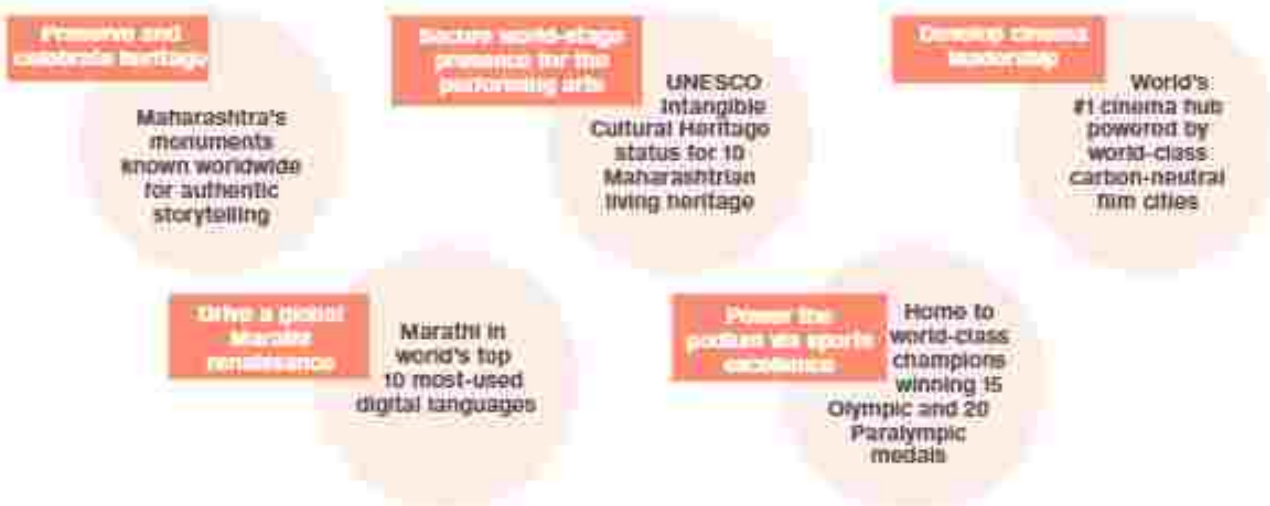 Preserve and
celebrate heritage
Maharashtra's
monuments
known worldwide
for authentic
storytelling
Secure world-stage
presence for the
performing arts
UNESCO
Intangible
Cultural Heritage
status for 10
Maharashtrian
living heritage
Develop cinema
leadership
World's
#1 cinema hub
powered by
world-class
carbon-neutral
film cities
Drive a global
Marathi
renaissance
Marathi in
world's top
10 most-used
digital languages
Power the
podium via sports
excellence
Home to
world-class
champions
winning 15
Olympic and 20
Paralympic
medals